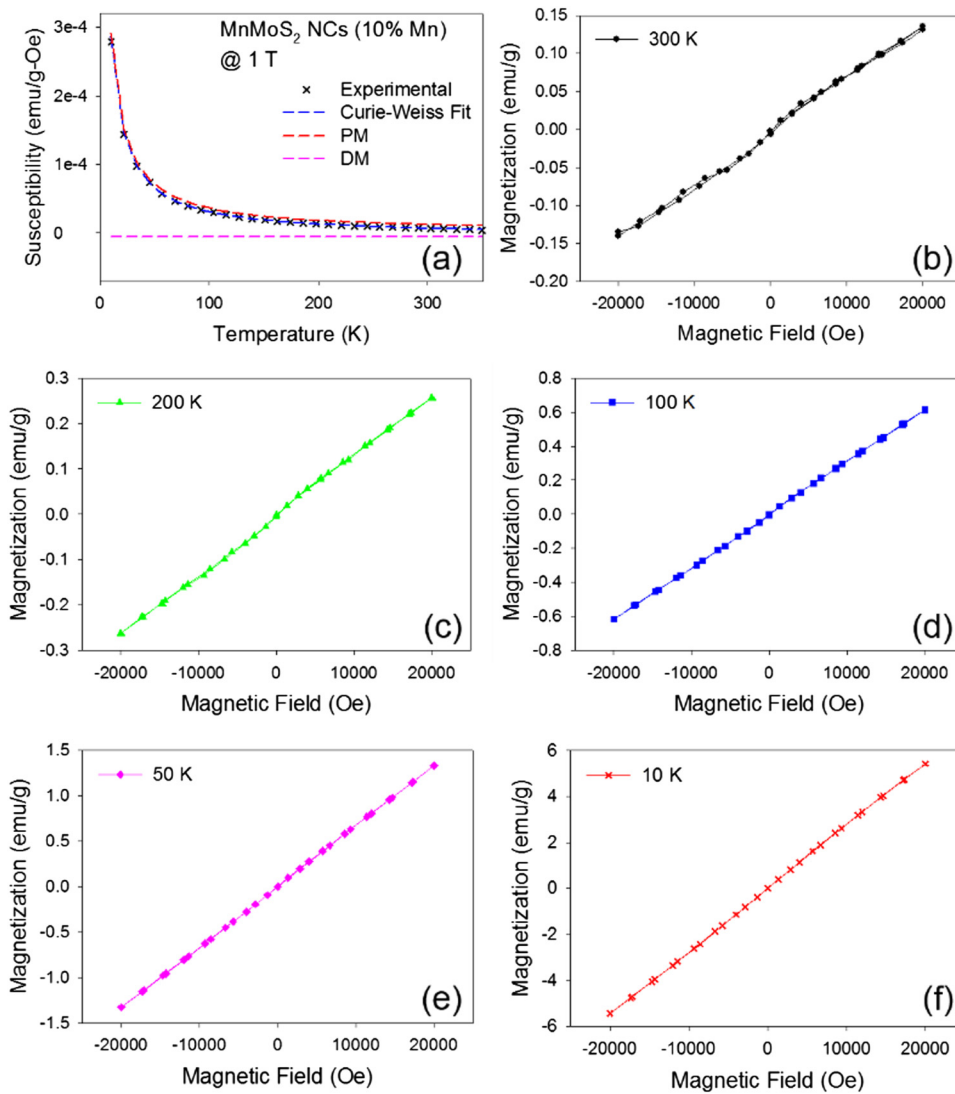 3e-4
2e-4
1e-4
0
Susceptibility (emu/g-Oe)
MnMoS₂ NCs (10% Mn)
@ 1 T
Experimental
Curie-Weiss Fit
PM
DM
(a)
0 100 200 300
Temperature (K)
0.15
0.10
0.05
0.00
-0.05
-0.10
-0.15
-0.20
Magnetization (emu/g)
300 K
(b)
-20000 -10000 0 10000 20000
Magnetic Field (Oe)
0.3
0.2
0.1
0.0
-0.1
-0.2
-0.3
Magnetization (emu/g)
200 K
(c)
-20000 -10000 0 10000 20000
Magnetic Field (Oe)
0.8
0.6
0.4
0.2
0.0
-0.2
-0.4
-0.6
-0.8
Magnetization (emu/g)
100 K
(d)
-20000 -10000 0 10000 20000
Magnetic Field (Oe)
1.5
1.0
0.5
0.0
-0.5
-1.0
-1.5
Magnetization (emu/g)
50 K
(e)
-20000 -10000 0 10000 20000
Magnetic Field (Oe)
6
4
2
0
-2
-4
-6
Magnetization (emu/g)
10 K
(f)
-20000 -10000 0 10000 20000
Magnetic Field (Oe)